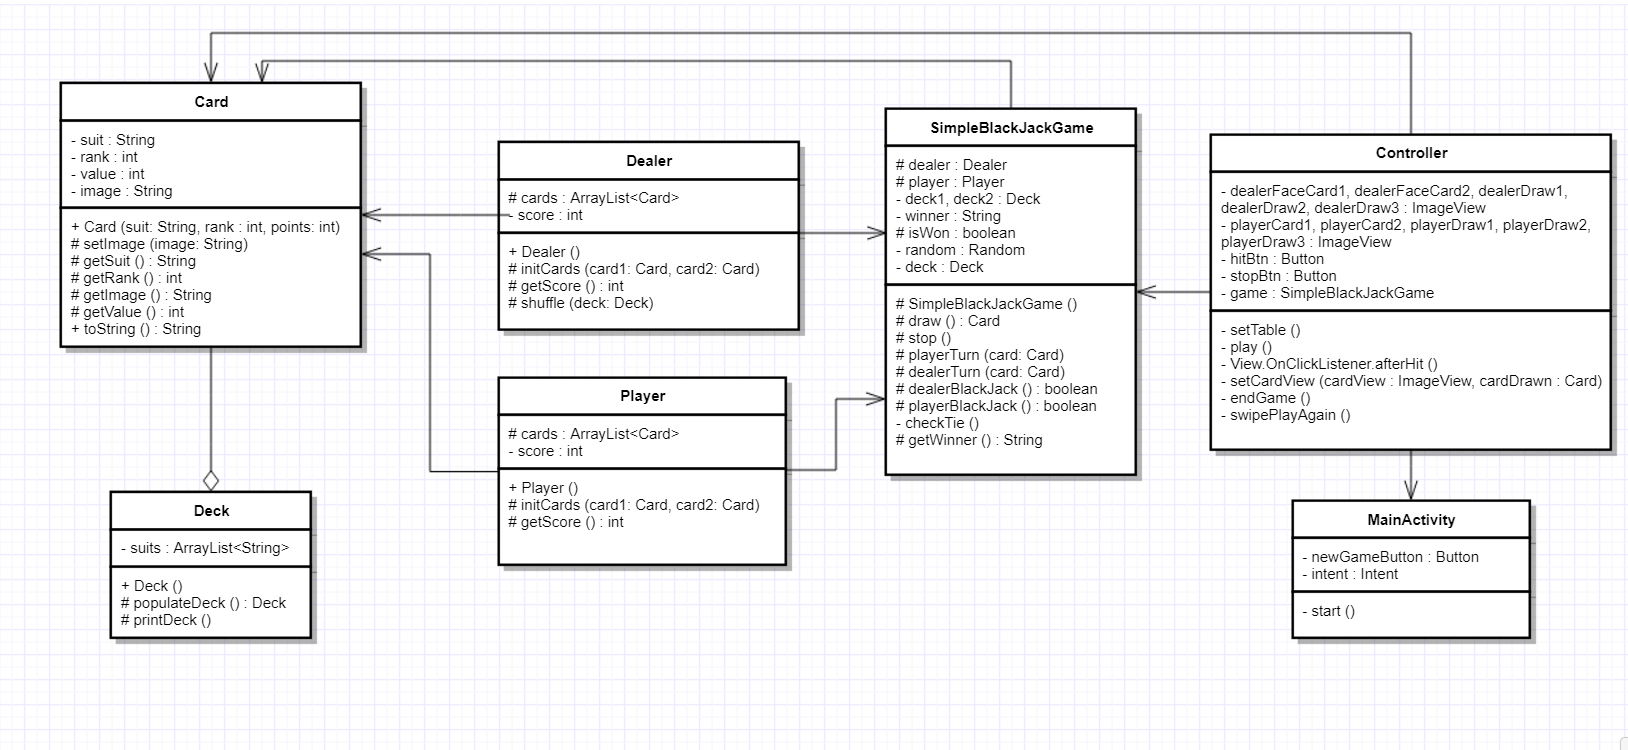 Card
- suit : String
- rank : int
- value : int
- image : String
+ Card (suit: String, rank : int, points: int)
# setImage (image: String)
# getSuit () : String
# getRank () : int
# getImage () : String
# getValue () : int
+ toString () : String
Deck
- suits : ArrayList<String>
+ Deck ()
# populateDeck () : Deck
# printDeck ()
Dealer
# cards : ArrayList<Card>
- score : int
+ Dealer ()
# initCards (card1: Card, card2: Card)
# getScore () : int
# shuffle (deck: Deck)
Player
# cards : ArrayList<Card>
- score : int
+ Player ()
# initCards (card1: Card, card2: Card)
# getScore () : int
SimpleBlackJackGame
# dealer : Dealer
# player : Player
- deck1, deck2 : Deck
- winner : String
# isWon : boolean
- random : Random
- deck : Deck
# SimpleBlackJackGame ()
# draw () : Card
# stop ()
# playerTurn (card: Card)
# dealerTurn (card: Card)
# dealerBlackJack () : boolean
# playerBlackJack () : boolean
- checkTie ()
# getWinner () : String
Controller
- dealerFaceCard1, dealerFaceCard2, dealerDraw1,
dealerDraw2, dealerDraw3 : ImageView
- playerCard1, playerCard2, playerDraw1, playerDraw2,
playerDraw3 : ImageView
- hitBtn : Button
- stopBtn : Button
- game : SimpleBlackJackGame
- setTable ()
- play ()
- View.OnClickListener.afterHit ()
- setCardView (cardView : ImageView, cardDrawn : Card)
- endGame ()
- swipePlayAgain ()
MainActivity
- newGameButton : Button
- intent : Intent
- start ()